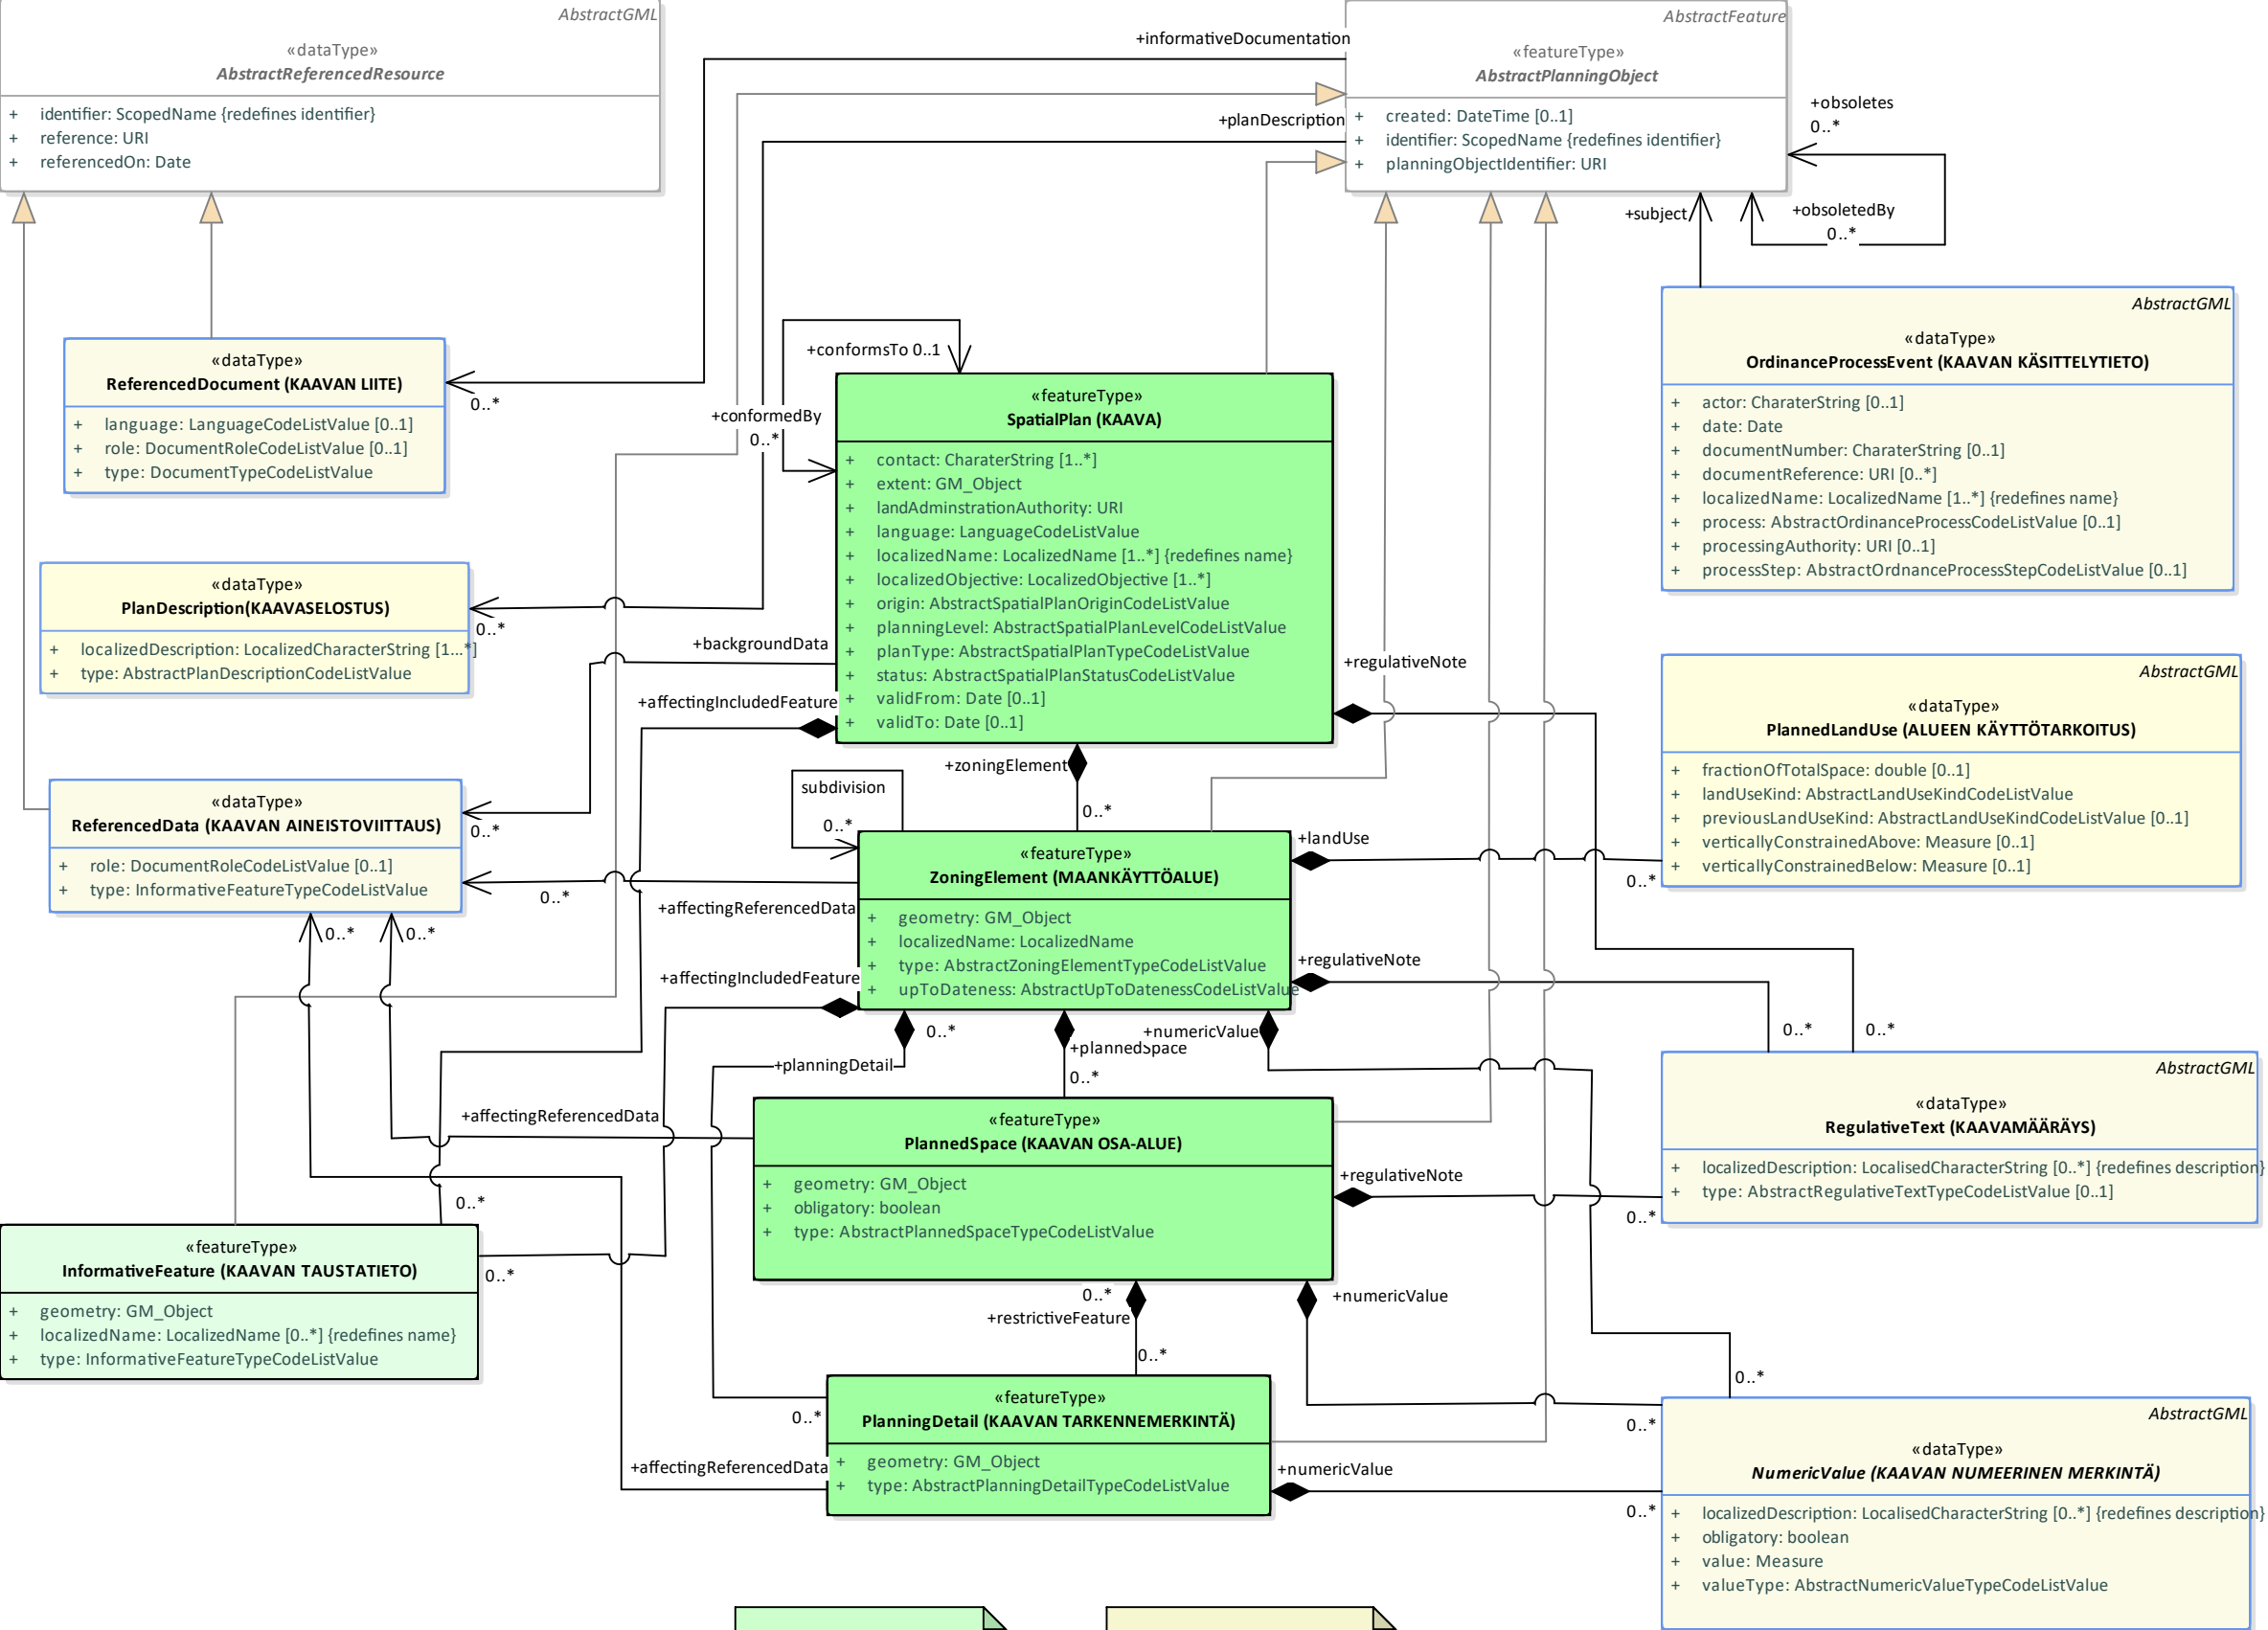 AbstractGML
«dataType»
AbstractReferencedResource
+ identifier: ScopedName {redefines identifier}
+ reference: URI
+ referencedOn: Date
+informativeDocumentation
+planDescription
AbstractFeature
«featureType»
AbstractPlanningObject
+ created: DateTime [0..1]
+ identifier: ScopedName {redefines identifier}
+ planningObjectIdentifier: URI
+obsoletes
0..*
+obsoletedBy
0..*
+subject
«dataType»
ReferencedDocument (KAAVAN LIITE)
+ language: LanguageCodeListValue [0..1]
+ role: DocumentRoleCodeListValue [0..1]
+ type: DocumentTypeCodeListValue
0..*
+conformsTo 0..1
+conformedBy
0..*
«featureType»
SpatialPlan (KAAVA)
+ contact: CharaterString [1..*]
+ extent: GM_Object
+ landAdminstrationAuthority: URI
+ language: LanguageCodeListValue
+ localizedName: LocalizedName [1..*] {redefines name}
+ localizedObjective: LocalizedObjective [1..*]
+ origin: AbstractSpatialPlanOriginCodeListValue
+ planningLevel: AbstractSpatialPlanLevelCodeListValue
+ planType: AbstractSpatialPlanTypeCodeListValue
+ status: AbstractSpatialPlanStatusCodeListValue
+ validFrom: Date [0..1]
+ validTo: Date [0..1]
AbstractGML
«dataType»
OrdinanceProcessEvent (KAAVAN KÄSITTELYTIETO)
+ actor: CharaterString [0..1]
+ date: Date
+ documentNumber: CharaterString [0..1]
+ documentReference: URI [0..*]
+ localizedName: LocalizedName [1..*] {redefines name}
+ process: AbstractOrdinanceProcessCodeListValue [0..1]
+ processingAuthority: URI [0..1]
+ processStep: AbstractOrdnanceProcessStepCodeListValue [0..1]
«dataType»
PlanDescription(KAAVASELOSTUS)
+ localizedDescription: LocalizedCharacterString [1...*]
+ type: AbstractPlanDescriptionCodeListValue
0..*
+backgroundData
+affectingIncludedFeature
+regulativeNote
+zoningElement
0..*
subdivision
0..*
AbstractGML
«dataType»
PlannedLandUse (ALUEEN KÄYTTÖTARKOITUS)
+ fractionOfTotalSpace: double [0..1]
+ landUseKind: AbstractLandUseKindCodeListValue
+ previousLandUseKind: AbstractLandUseKindCodeListValue [0..1]
+ verticallyConstrainedAbove: Measure [0..1]
+ verticallyConstrainedBelow: Measure [0..1]
«dataType»
ReferencedData (KAAVAN AINEISTOVIITTAUS)
+ role: DocumentRoleCodeListValue [0..1]
+ type: InformativeFeatureTypeCodeListValue
0..*
0..*
0..*
0..*
«featureType»
ZoningElement (MAANKÄYTTÖALUE)
+ geometry: GM_Object
+ localizedName: LocalizedName
+ type: AbstractZoningElementTypeCodeListValue
+ upToDateness: AbstractUpToDatenessCodeListValue
+landUse
0..*
+affectingReferencedData
+affectingIncludedFeature
+regulativeNote
0..*
0..*
0..*
+planningDetail
+plannedSpace
0..*
+numericValue
AbstractGML
«dataType»
RegulativeText (KAAVAMÄÄRÄYS)
+ localizedDescription: LocalisedCharacterString [0..*] {redefines description}
+ type: AbstractRegulativeTextTypeCodeListValue [0..1]
+affectingReferencedData
«featureType»
PlannedSpace (KAAVAN OSA-ALUE)
+ geometry: GM_Object
+ obligatory: boolean
+ type: AbstractPlannedSpaceTypeCodeListValue
+regulativeNote
0..*
0..*
«featureType»
InformativeFeature (KAAVAN TAUSTATIETO)
+ geometry: GM_Object
+ localizedName: LocalizedName [0..*] {redefines name}
+ type: InformativeFeatureTypeCodeListValue
0..*
0..*
+restrictiveFeature
0..*
+numericValue
0..*
0..*
0..*
«featureType»
PlanningDetail (KAAVAN TARKENNEMERKINTÄ)
+ geometry: GM_Object
+ type: AbstractPlanningDetailTypeCodeListValue
+affectingReferencedData
+numericValue
0..*
AbstractGML
«dataType»
NumericValue (KAAVAN NUMEERINEN MERKINTÄ)
+ localizedDescription: LocalisedCharacterString [0..*] {redefines description}
+ obligatory: boolean
+ value: Measure
+ valueType: AbstractNumericValueTypeCodeListValue